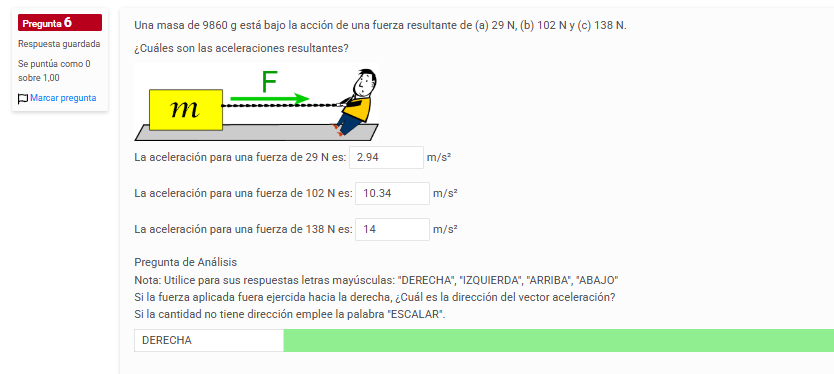 Pregunta 6
Respuesta guardada
Se puntúa como 0
sobre 1,00
Marcar pregunta
Una masa de 9860 g está bajo la acción de una fuerza resultante de (a) 29 N, (b) 102 N y (c) 138 N.
¿Cuáles son las aceleraciones resultantes?
F
m
La aceleración para una fuerza de 29 N es: 2.94 m/s²
La aceleración para una fuerza de 102 N es: 10.34 m/s²
La aceleración para una fuerza de 138 N es: 14 m/s²
Pregunta de Análisis
Nota: Utilice para sus respuestas letras mayúsculas: "DERECHA", "IZQUIERDA", "ARRIBA", "ABAJO"
Si la fuerza aplicada fuera ejercida hacia la derecha, ¿Cuál es la dirección del vector aceleración?
Si la cantidad no tiene dirección emplee la palabra "ESCALAR".
DERECHA